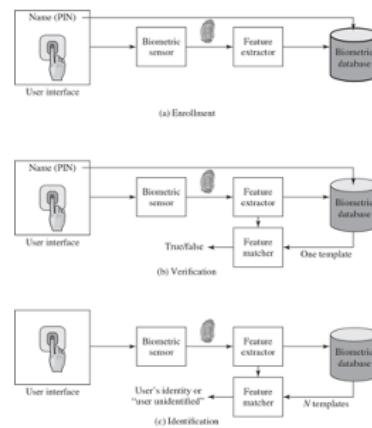 Name (PIN)
Biometric
sensor
Feature
extractor
Biometric
database
User interface
(a) Enrollment
Name (PIN)
Biometric
sensor
Feature
extractor
Biometric
database
User interface
True/false
Feature
matcher
One template
(b) Verification
Biometric
sensor
Feature
extractor
Biometric
database
User interface
User's identity or
"user unidentified"
Feature
matcher
N templates
(c) Identification